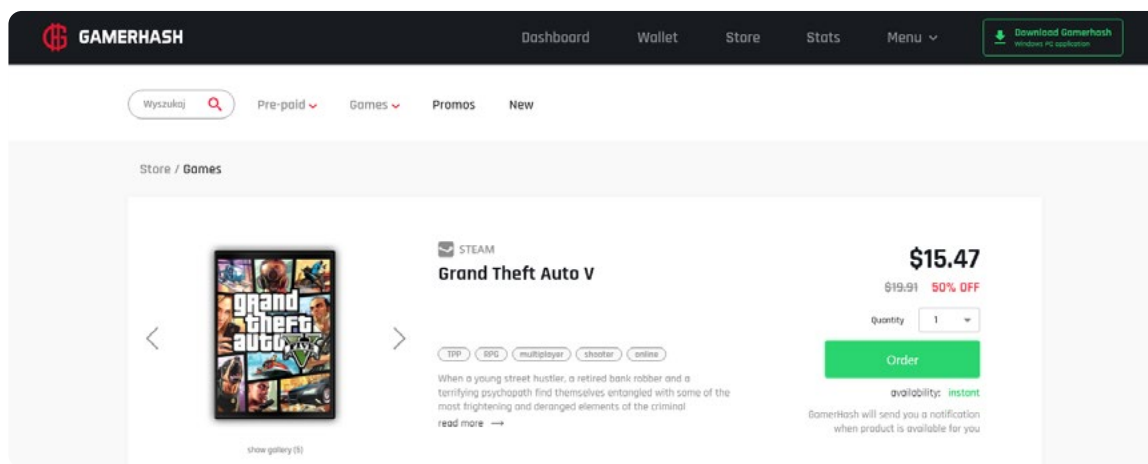 GAMERHASH
Dashboard Wallet Store Stats Menu
Download Gamerhash
Windows PC application
Wyszukaj Pre-paid Games Promos New
Store / Games
STEAM
Grand Theft Auto V
$15.47
$19.91 50% OFF
Quantity 1
Order
availability: instant
GamerHash will send you a notification
when product is available for you
TPP RPG multiplayer shooter online
When a young street hustler, a retired bank robber and a
terrifying psychopath find themselves entangled with some of the
most frightening and deranged elements of the criminal
read more
grand
theft
auto
V
show gallery (5)